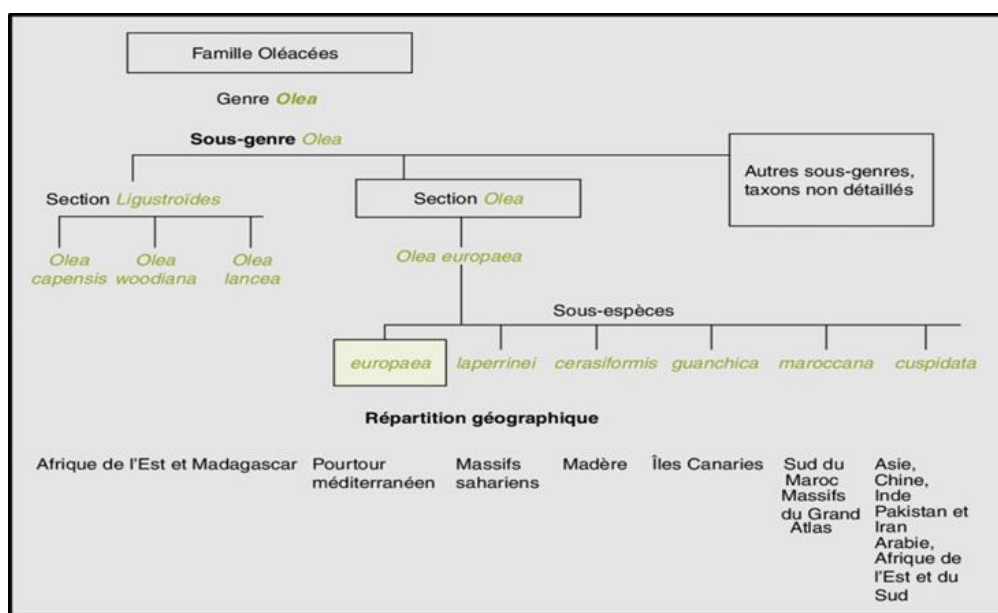 Famille Oléacées
Genre Olea
Sous-genre Olea
Autres sous-genres,
taxons non détaillés
Section Ligustroïdes
Section Olea
Olea
capensis
Olea
woodiana
Olea
lancea
Olea europaea
Sous-espèces
europaea
laperrinei
cerasiformis
guanchica
maroccana
cuspidata
Répartition géographique
Afrique de l'Est et Madagascar
Pourtour
méditerranéen
Massifs
sahariens
Madère
Îles Canaries
Sud du
Maroc
Massifs
du Grand
Atlas
Asie,
Chine,
Inde
Pakistan et
Iran
Arabie,
Afrique de
l'Est et du
Sud